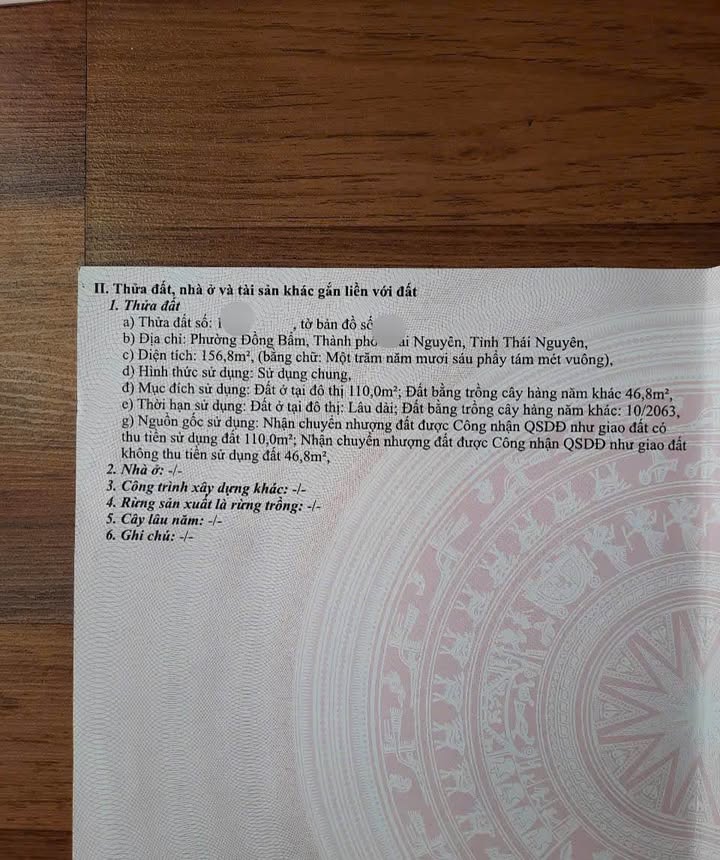 II. Thửa đất, nhà ở và tài sản khác gắn liền với đất
1. Thửa đất
a) Thửa đất số: 1 , tờ bản đồ số
b) Địa chỉ: Phường Đồng Bẩm, Thành phố ái Nguyên, Tỉnh Thái Nguyên,
c) Diện tích: 156,8m², (bằng chữ: Một trăm năm mươi sáu phẩy tám mét vuông),
d) Hình thức sử dụng: Sử dụng chung,
đ) Mục đích sử dụng: Đất ở tại đô thị 110,0m²; Đất bằng trồng cây hàng năm khác 46,8m²,
e) Thời hạn sử dụng: Đất ở tại đô thị: Lâu dài; Đất bằng trồng cây hàng năm khác: 10/2063,
g) Nguồn gốc sử dụng: Nhận chuyển nhượng đất được Công nhận QSDĐ như giao đất có
thu tiền sử dụng đất 110,0m²; Nhận chuyển nhượng đất được Công nhận QSDĐ như giao đất
không thu tiền sử dụng đất 46,8m²,
2. Nhà ở: -/-
3. Công trình xây dựng khác: -/-
4. Rừng sản xuất là rừng trồng: -/-
5. Cây lâu năm: -/-
6. Ghi chú: -/-